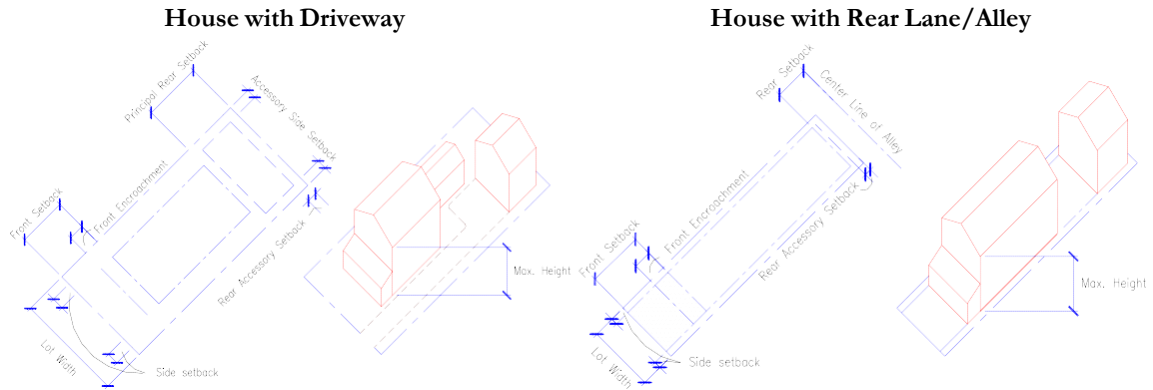 House with Driveway
Principal Rear Setback
Accessory Side Setback
Front Setback
Front Encroachment
Rear Accessory Setback
Max. Height
Lot Width
Side setback
House with Rear Lane/Alley
Rear Setback
Center Line of Alley
Front Setback
Front Encroachment
Rear Accessory Setback
Max. Height
Lot Width
Side setback